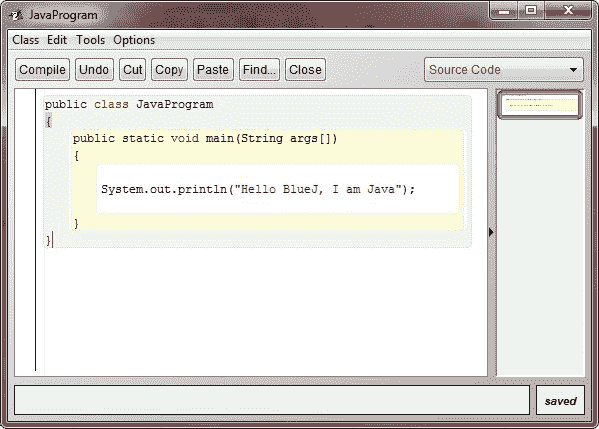 JavaProgram
Class Edit Tools Options
Compile Undo Cut Copy Paste Find... Close Source Code
public class JavaProgram
{
public static void main(String args[])
{
System.out.println("Hello BlueJ, I am Java");
}
}
saved